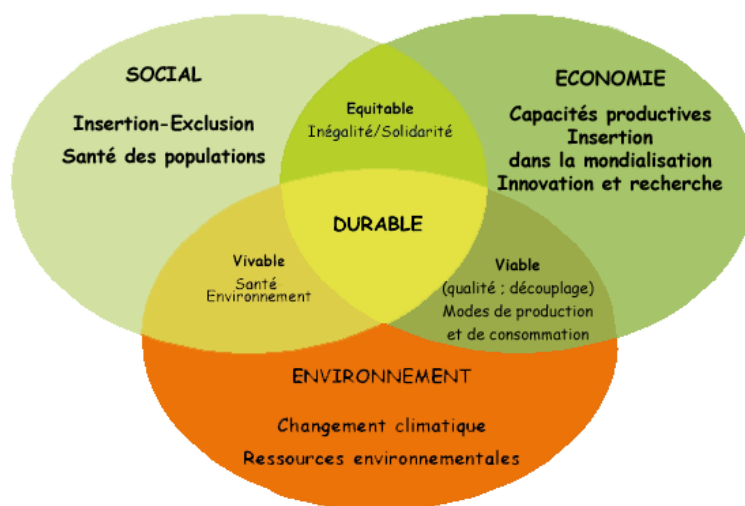 SOCIAL
Insertion-Exclusion
Santé des populations
Equitable
Inégalité/Solidarité
ECONOMIE
Capacités productives
Insertion
dans la mondialisation
Innovation et recherche
DURABLE
Vivable
Santé
Environnement
Viable
(qualité ; découplage)
Modes de production
et de consommation
ENVIRONNEMENT
Changement climatique
Ressources environnementales